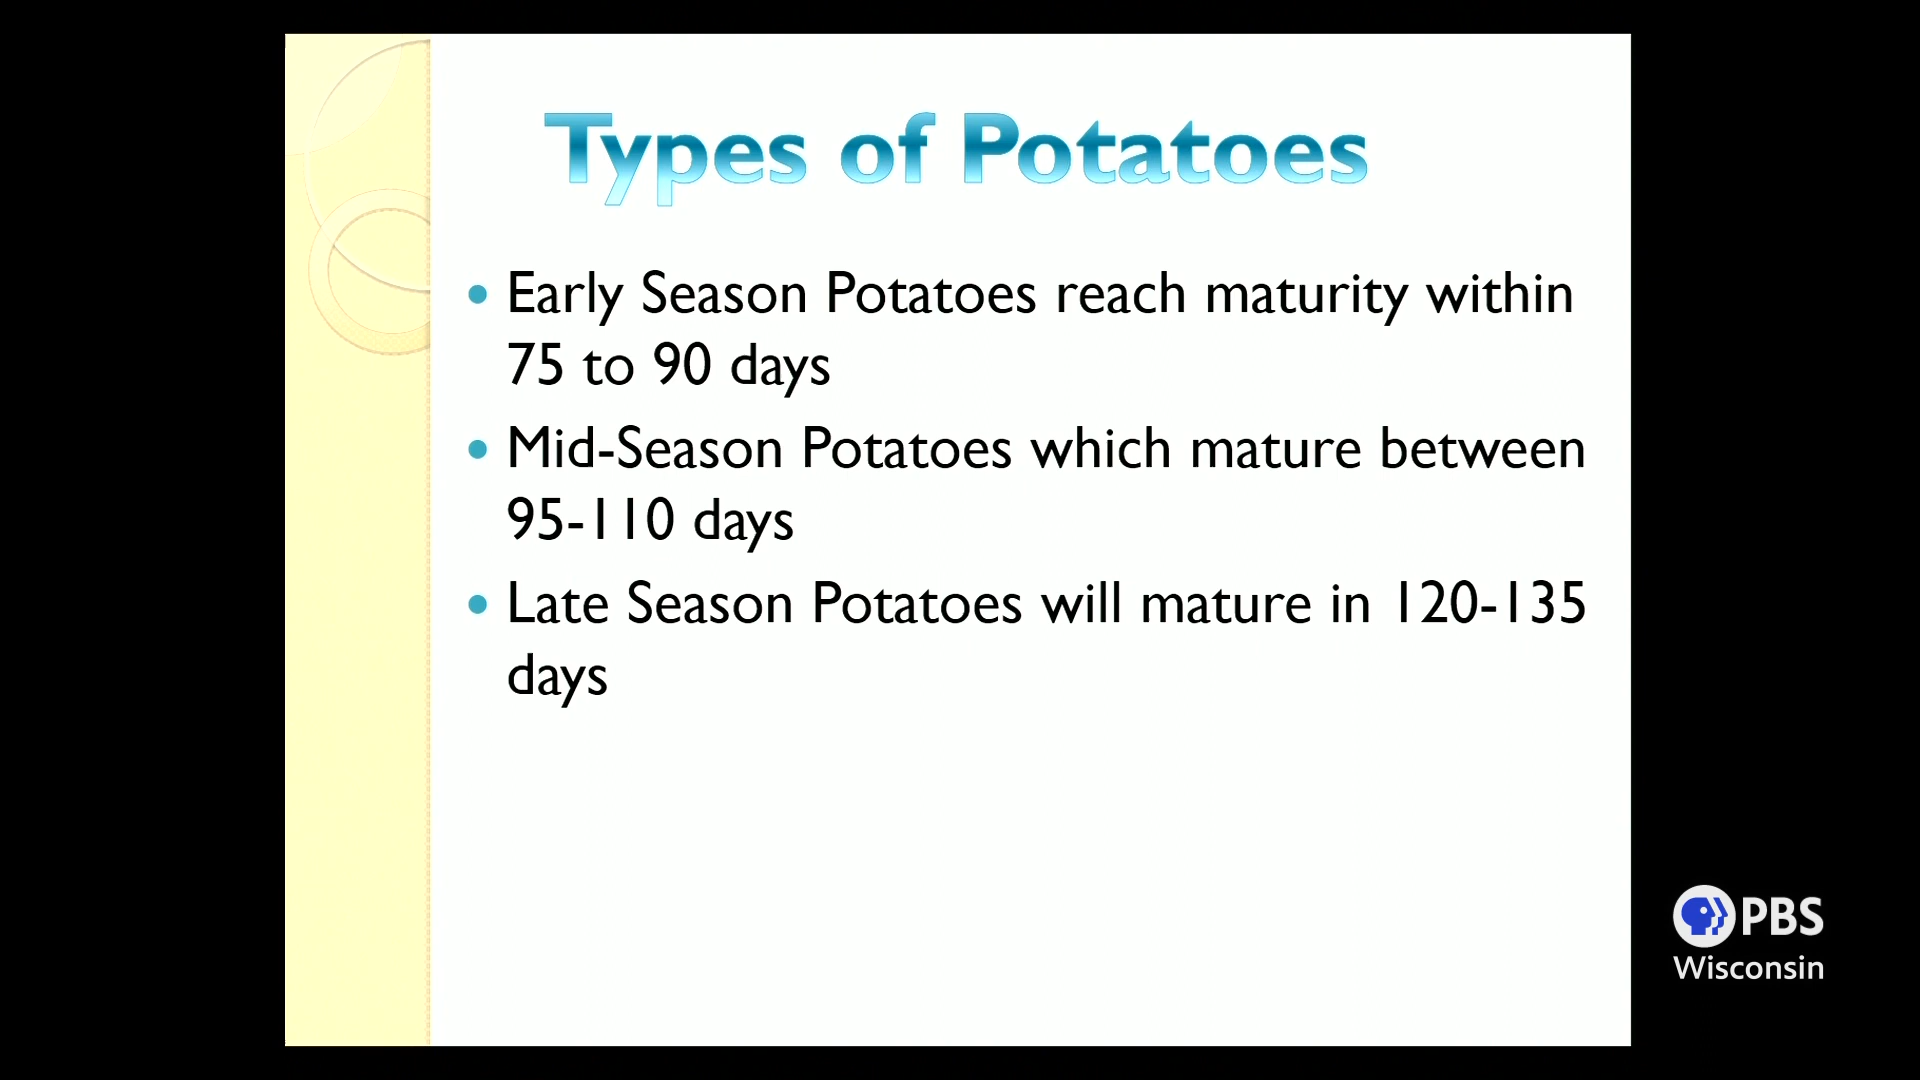 Types of Potatoes
• Early Season Potatoes reach maturity within
75 to 90 days
• Mid-Season Potatoes which mature between
95-110 days
• Late Season Potatoes will mature in 120-135
days
PBS
Wisconsin